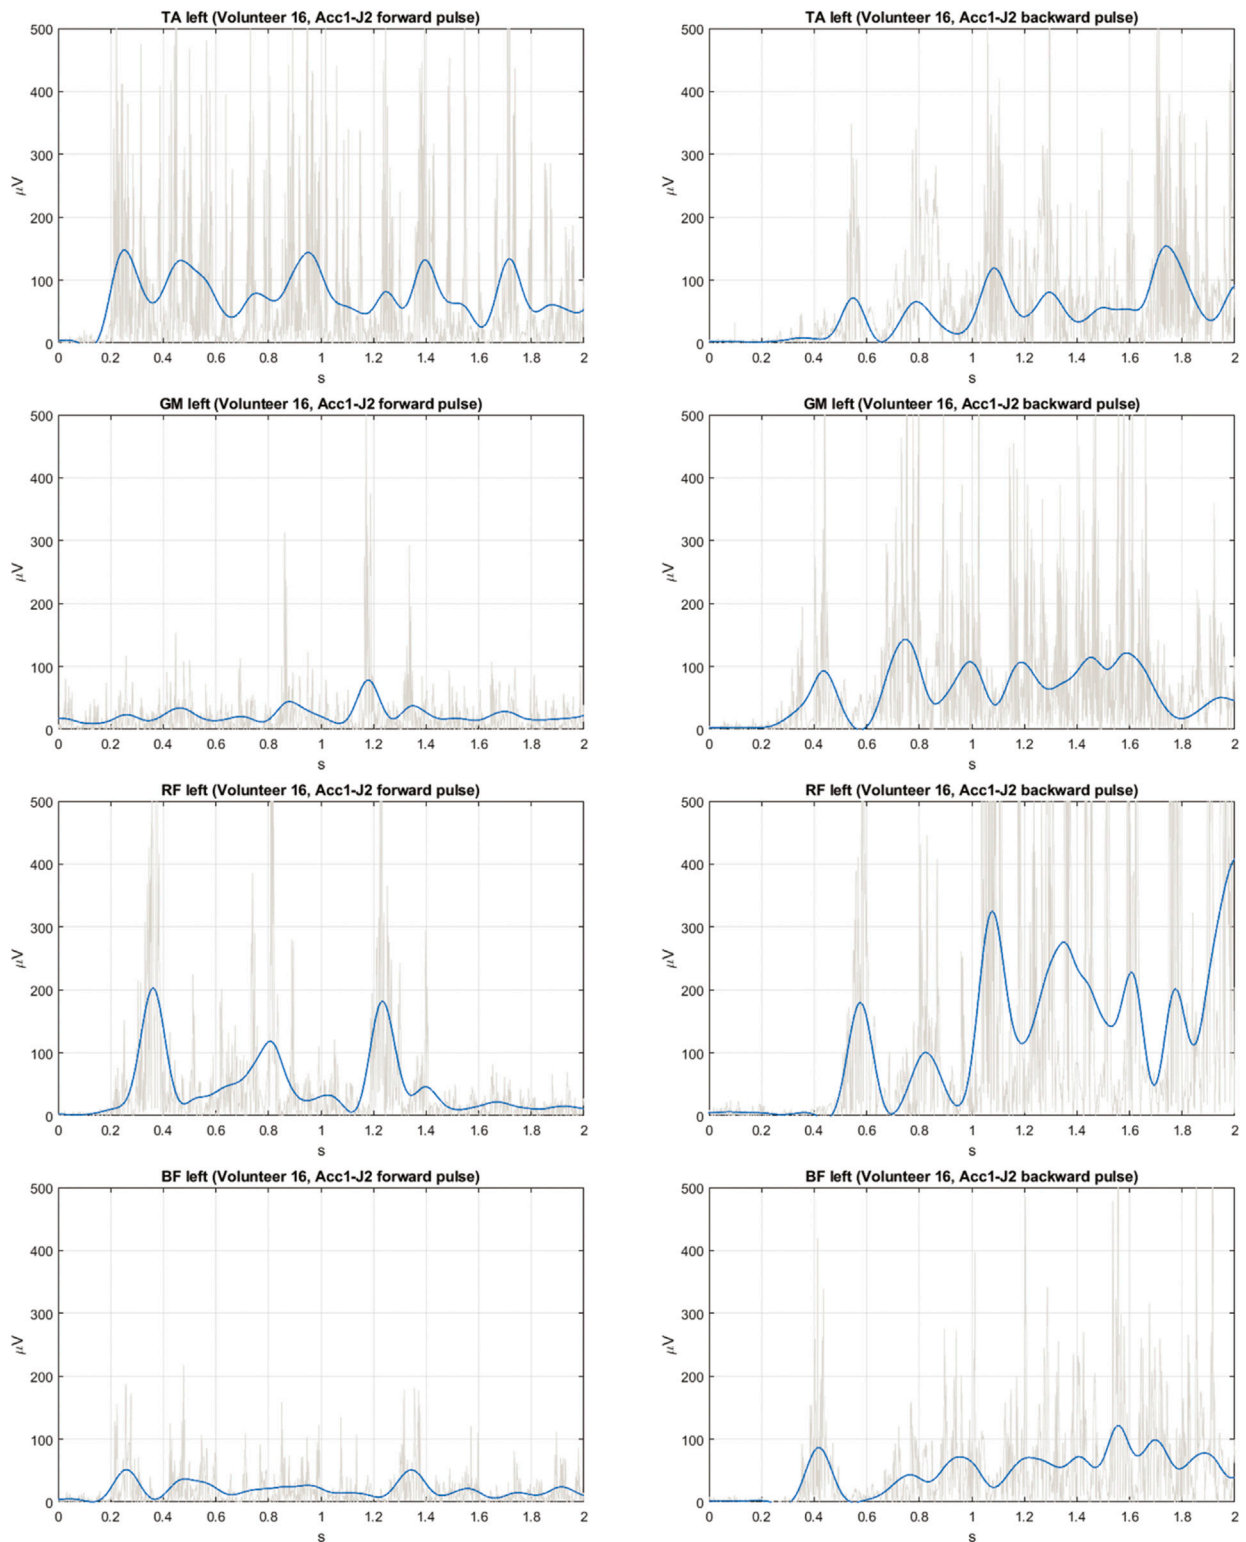 TA left (Volunteer 16, Acc1-J2 forward pulse)
500
400
300
200
100
0
μV
0 0.2 0.4 0.6 0.8 1 1.2 1.4 1.6 1.8 2
s
TA left (Volunteer 16, Acc1-J2 backward pulse)
500
400
300
200
100
0
μV
0 0.2 0.4 0.6 0.8 1 1.2 1.4 1.6 1.8 2
s
GM left (Volunteer 16, Acc1-J2 forward pulse)
500
400
300
200
100
0
μV
0 0.2 0.4 0.6 0.8 1 1.2 1.4 1.6 1.8 2
s
GM left (Volunteer 16, Acc1-J2 backward pulse)
500
400
300
200
100
0
μV
0 0.2 0.4 0.6 0.8 1 1.2 1.4 1.6 1.8 2
s
RF left (Volunteer 16, Acc1-J2 forward pulse)
500
400
300
200
100
0
μV
0 0.2 0.4 0.6 0.8 1 1.2 1.4 1.6 1.8 2
s
RF left (Volunteer 16, Acc1-J2 backward pulse)
500
400
300
200
100
0
μV
0 0.2 0.4 0.6 0.8 1 1.2 1.4 1.6 1.8 2
s
BF left (Volunteer 16, Acc1-J2 forward pulse)
500
400
300
200
100
0
μV
0 0.2 0.4 0.6 0.8 1 1.2 1.4 1.6 1.8 2
s
BF left (Volunteer 16, Acc1-J2 backward pulse)
500
400
300
200
100
0
μV
0 0.2 0.4 0.6 0.8 1 1.2 1.4 1.6 1.8 2
s